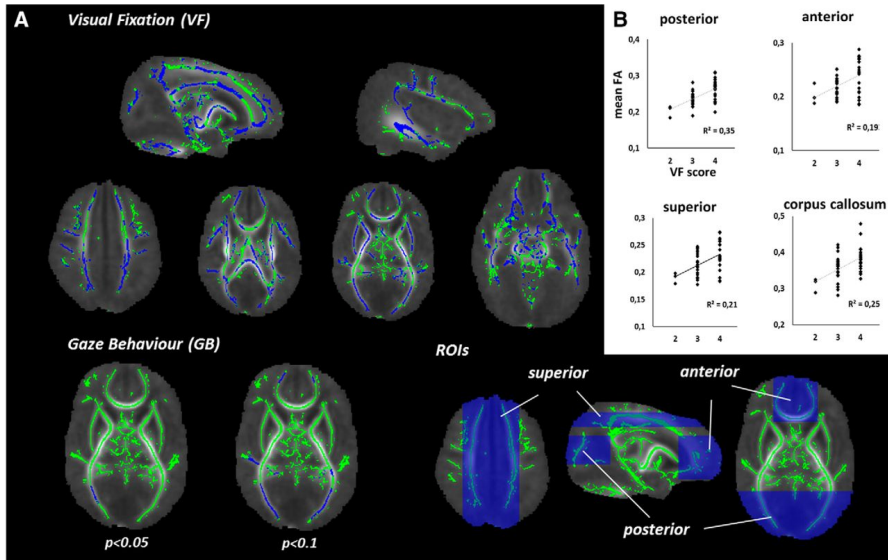 A
Visual Fixation (VF)
Gaze Behaviour (GB)
p<0.05
p<0.1
ROIs
superior
anterior
posterior
B
posterior
mean FA
0,4
0,3
0,2
0,1
R² = 0,35
2 3 4
VF score
anterior
0,3
0,2
0,1
R² = 0,19
2 3 4
superior
0,3
0,25
0,2
0,15
0,1
R² = 0,21
2 3 4
corpus callosum
0,5
0,4
0,3
0,2
R² = 0,25
2 3 4